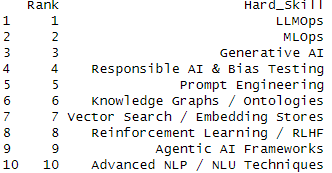 Rank Hard_Skill
1 1 LLMOps
2 2 MLOps
3 3 Generative AI
4 4 Responsible AI & Bias Testing
5 5 Prompt Engineering
6 6 Knowledge Graphs / Ontologies
7 7 Vector Search / Embedding Stores
8 8 Reinforcement Learning / RLHF
9 9 Agentic AI Frameworks
10 10 Advanced NLP / NLU Techniques